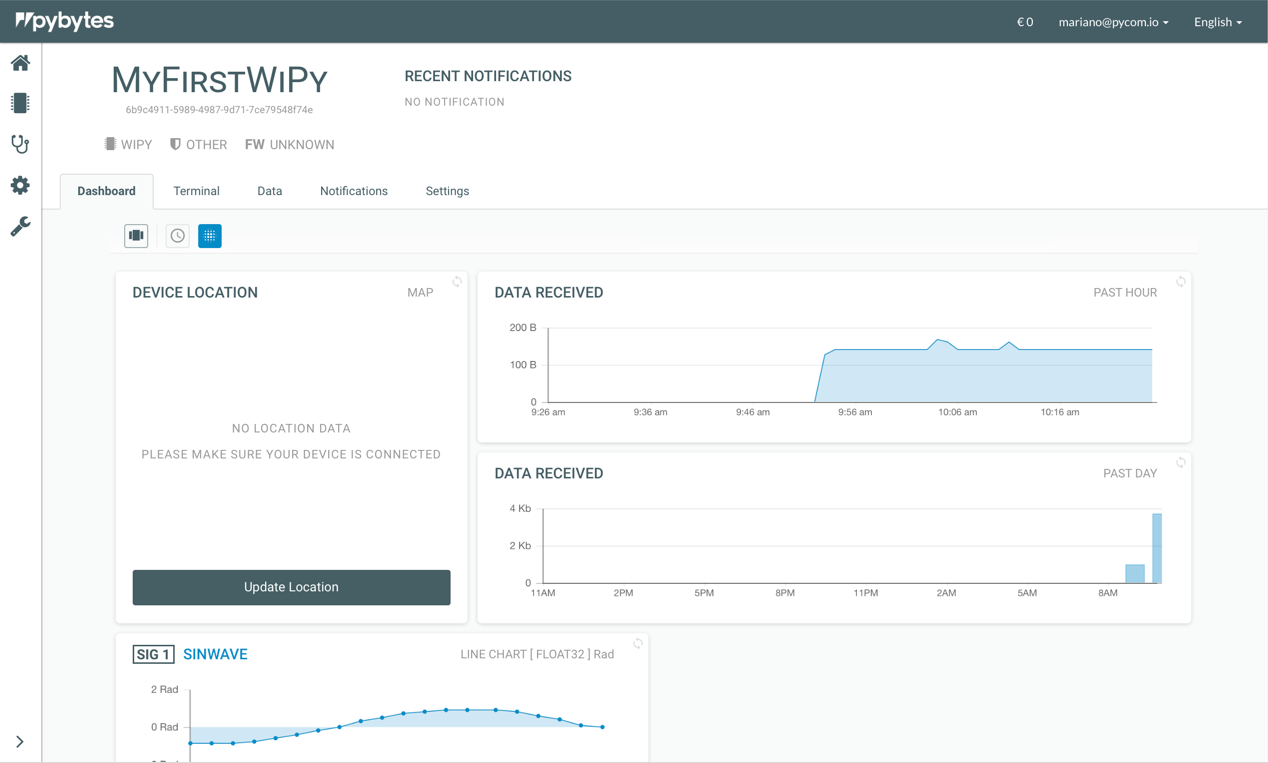 pybytes
€ 0
mariano@pycom.io
English
MyFirstWiPy
6b9c4911-5989-4987-9d71-7ce79548f74e
WIPY
OTHER
FW UNKNOWN
RECENT NOTIFICATIONS
NO NOTIFICATION
Dashboard
Terminal
Data
Notifications
Settings
DEVICE LOCATION
MAP
NO LOCATION DATA
PLEASE MAKE SURE YOUR DEVICE IS CONNECTED
Update Location
DATA RECEIVED
PAST HOUR
200 B
100 B
0
9:26 am
9:36 am
9:46 am
9:56 am
10:06 am
10:16 am
DATA RECEIVED
PAST DAY
4 Kb
2 Kb
0
11AM
2PM
5PM
8PM
11PM
2AM
5AM
8AM
SIG 1
SINWAVE
LINE CHART [ FLOAT32 ] Rad
2 Rad
0 Rad